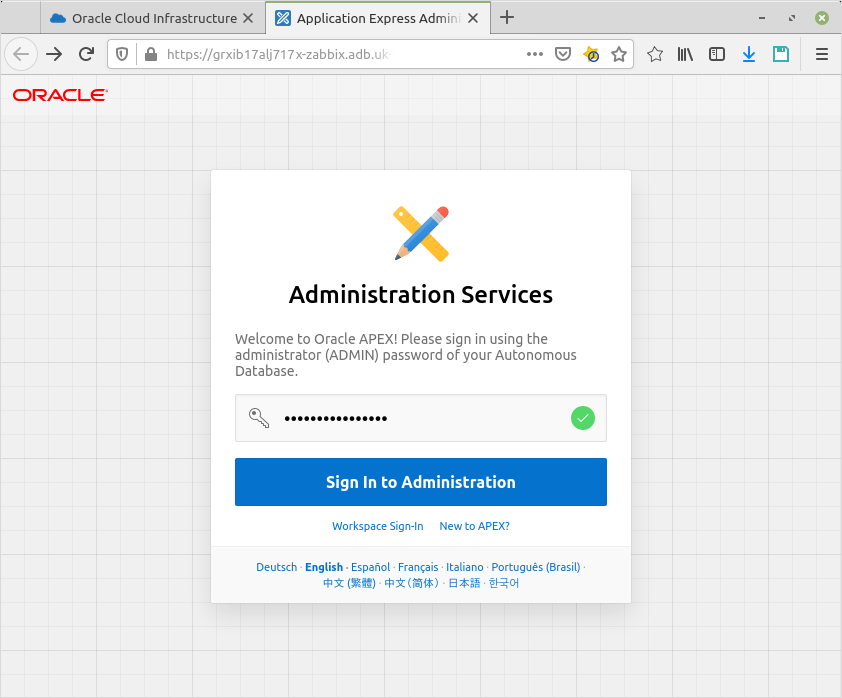 Oracle Cloud Infrastructure
Application Express Admini
https://grxib17alj717x-zabbix.adb.uk-
ORACLE
Administration Services
Welcome to Oracle APEX! Please sign in using the
administrator (ADMIN) password of your Autonomous
Database.
••••••••••••••••
Sign In to Administration
Workspace Sign-In New to APEX?
Deutsch · English · Español · Français · Italiano · Português (Brasil) ·
中文 (繁體) · 中文（简体） · 日本語 · 한국어